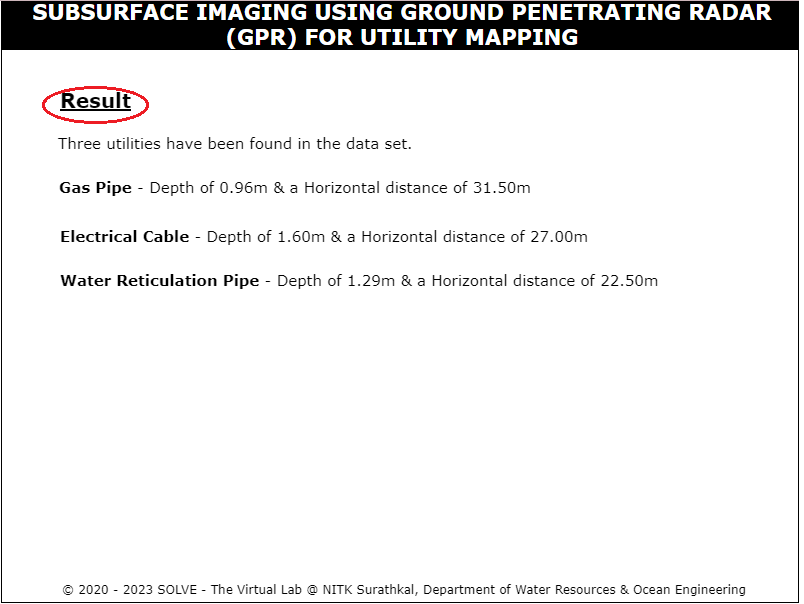 SUBSURFACE IMAGING USING GROUND PENETRATING RADAR
(GPR) FOR UTILITY MAPPING
Result
Three utilities have been found in the data set.
Gas Pipe - Depth of 0.96m & a Horizontal distance of 31.50m
Electrical Cable - Depth of 1.60m & a Horizontal distance of 27.00m
Water Reticulation Pipe - Depth of 1.29m & a Horizontal distance of 22.50m
© 2020 - 2023 SOLVE - The Virtual Lab @ NITK Surathkal, Department of Water Resources & Ocean Engineering